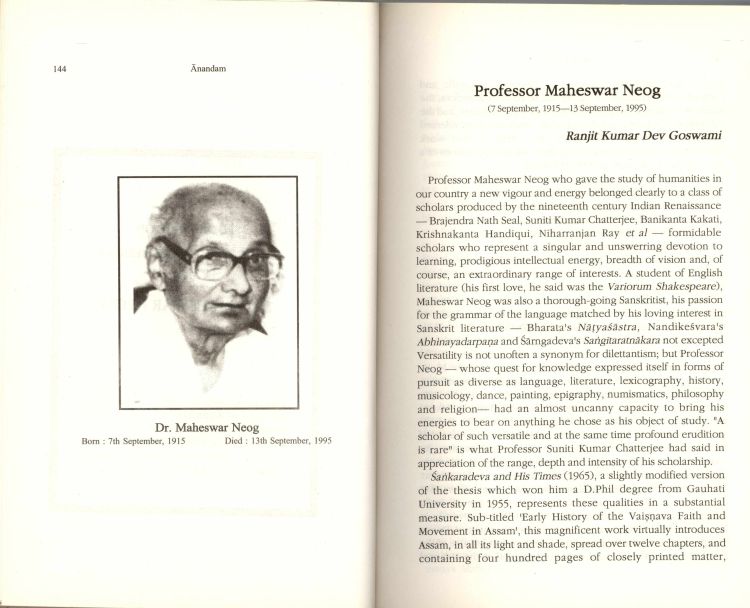 144
Ānandam
Dr. Maheswar Neog
Born : 7th September, 1915 Died : 13th September, 1995
Professor Maheswar Neog
(7 September, 1915—13 September, 1995)
Ranjit Kumar Dev Goswami
Professor Maheswar Neog who gave the study of humanities in
our country a new vigour and energy belonged clearly to a class of
scholars produced by the nineteenth century Indian Renaissance
— Brajendra Nath Seal, Suniti Kumar Chatterjee, Banikanta Kakati,
Krishnakanta Handiqui, Niharranjan Ray et al — formidable
scholars who represent a singular and unswerring devotion to
learning, prodigious intellectual energy, breadth of vision and, of
course, an extraordinary range of interests. A student of English
literature (his first love, he said was the Variorum Shakespeare),
Maheswar Neog was also a thorough-going Sanskritist, his passion
for the grammar of the language matched by his loving interest in
Sanskrit literature — Bharata's Nāṭyaśāstra, Nandikeśvara's
Abhinayadarpaṇa and Śārngadeva's Saṅgītaratnākara not excepted
Versatility is not unoften a synonym for dilettantism; but Professor
Neog — whose quest for knowledge expressed itself in forms of
pursuit as diverse as language, literature, lexicography, history,
musicology, dance, painting, epigraphy, numismatics, philosophy
and religion— had an almost uncanny capacity to bring his
energies to bear on anything he chose as his object of study. "A
scholar of such versatile and at the same time profound erudition
is rare" is what Professor Suniti Kumar Chatterjee had said in
appreciation of the range, depth and intensity of his scholarship.
Śaṅkaradeva and His Times (1965), a slightly modified version
of the thesis which won him a D.Phil degree from Gauhati
University in 1955, represents these qualities in a substantial
measure. Sub-titled 'Early History of the Vaiṣṇava Faith and
Movement in Assam', this magnificent work virtually introduces
Assam, in all its light and shade, spread over twelve chapters, and
containing four hundred pages of closely printed matter,